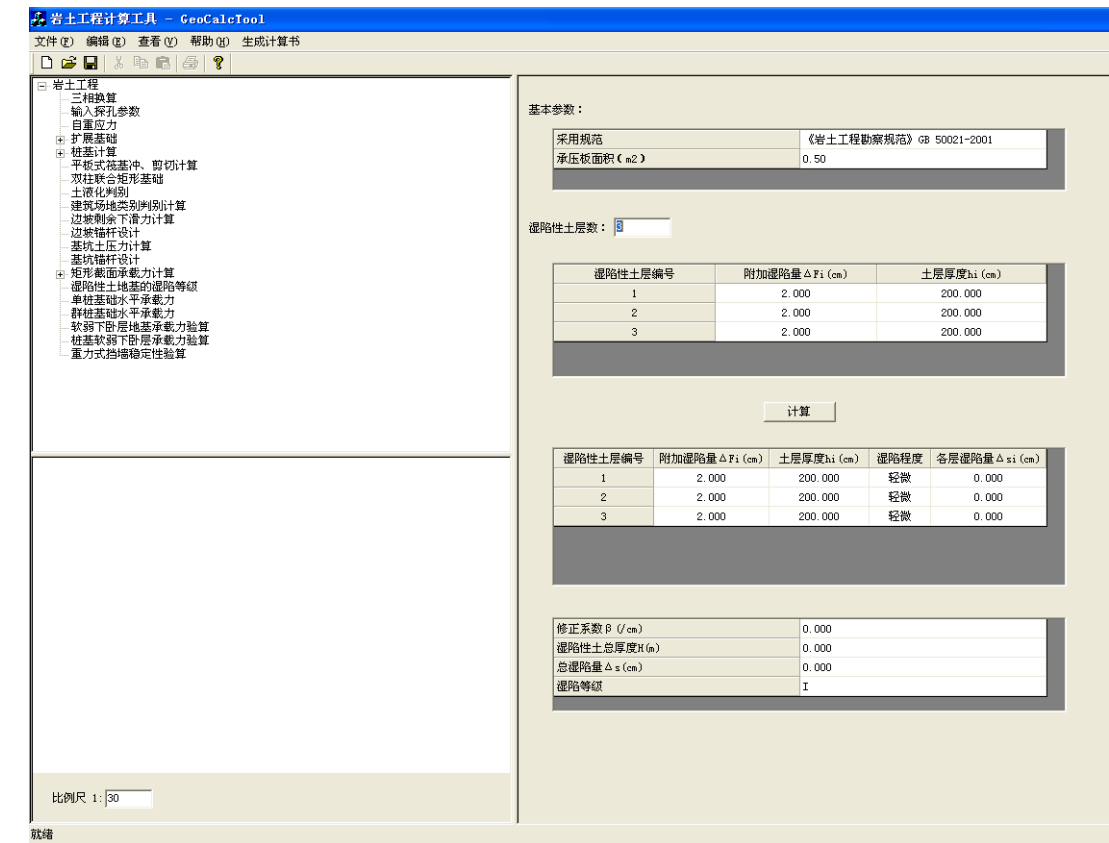 岩土工程计算工具 - GeoCalcTool
文件(F) 编辑(E) 查看(V) 帮助(H) 生成计算书
岩土工程
三相换算
输入探孔参数
自重应力
扩展基础
桩基计算
平板式筏基冲、剪切计算
双柱联合矩形基础
土液化判别
建筑场地类别判别计算
边坡剩余下滑力计算
边坡锚杆设计
基坑土压力计算
基坑锚杆设计
矩形截面承载力计算
湿陷性土地基的湿陷等级
单桩基础水平承载力
群桩基础水平承载力
软弱下卧层地基承载力验算
桩基软弱下卧层承载力验算
重力式挡墙稳定性验算
比例尺 1: 30
就绪
基本参数：
采用规范 《岩土工程勘察规范》GB 50021-2001
承压板面积(m2) 0.50
湿陷性土层数： 3
湿陷性土层编号 附加湿陷量ΔFi(cm) 土层厚度hi(cm)
1 2.000 200.000
2 2.000 200.000
3 2.000 200.000
计算
湿陷性土层编号 附加湿陷量ΔFi(cm) 土层厚度hi(cm) 湿陷程度 各层湿陷量Δsi(cm)
1 2.000 200.000 轻微 0.000
2 2.000 200.000 轻微 0.000
3 2.000 200.000 轻微 0.000
修正系数β(/cm) 0.000
湿陷性土总厚度H(m) 0.000
总湿陷量Δs(cm) 0.000
湿陷等级 I